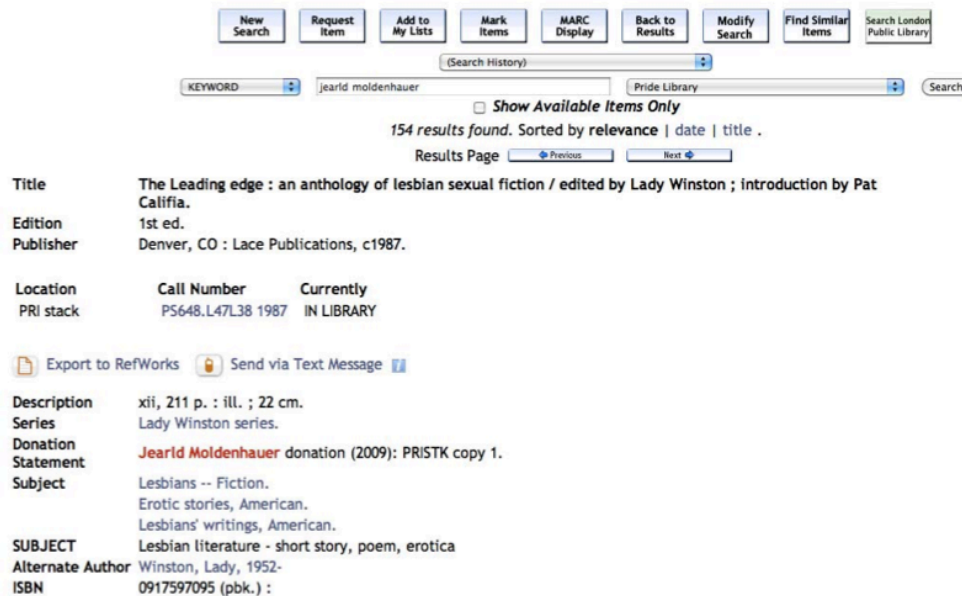 New Search Request Item Add to My Lists Mark Items MARC Display Back to Results Modify Search Find Similar Items Search London Public Library
(Search History)
KEYWORD jearld moldenhauer Pride Library Search
Show Available Items Only
154 results found. Sorted by relevance | date | title .
Results Page Previous Next
Title The Leading edge : an anthology of lesbian sexual fiction / edited by Lady Winston ; introduction by Pat
Califia.
Edition 1st ed.
Publisher Denver, CO : Lace Publications, c1987.
Location Call Number Currently
PRI stack PS648.L47L38 1987 IN LIBRARY
Export to RefWorks Send via Text Message i
Description xii, 211 p. : ill. ; 22 cm.
Series Lady Winston series.
Donation Statement Jearld Moldenhauer donation (2009): PRISTK copy 1.
Subject Lesbians -- Fiction.
Erotic stories, American.
Lesbians' writings, American.
SUBJECT Lesbian literature - short story, poem, erotica
Alternate Author Winston, Lady, 1952-
ISBN 0917597095 (pbk.) :